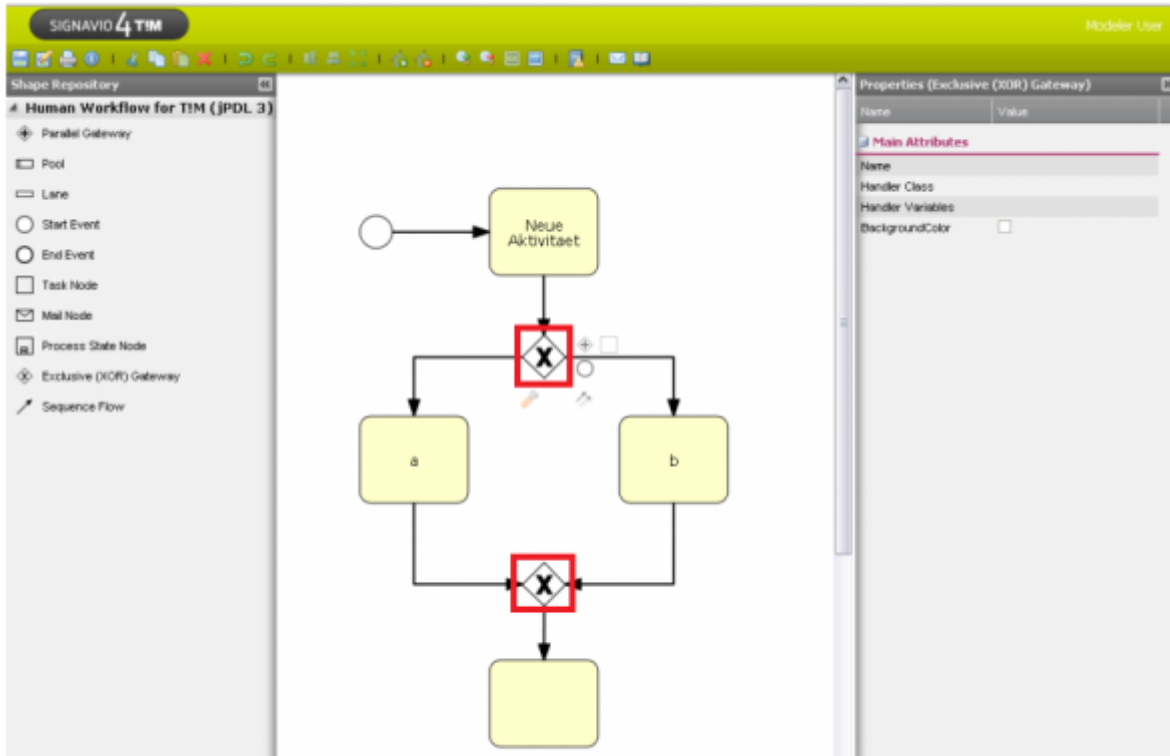 SIGNAVIO 4 T!M
Modeler User
Shape Repository
Human Workflow for T!M (jPDL 3)
Parallel Gateway
Pool
Lane
Start Event
End Event
Task Node
Mail Node
Process State Node
Exclusive (XOR) Gateway
Sequence Flow
Neue
Aktivitaet
X
a
b
X
Properties (Exclusive (XOR) Gateway)
Name Value
Main Attributes
Name
Handler Class
Handler Variables
BackgroundColor